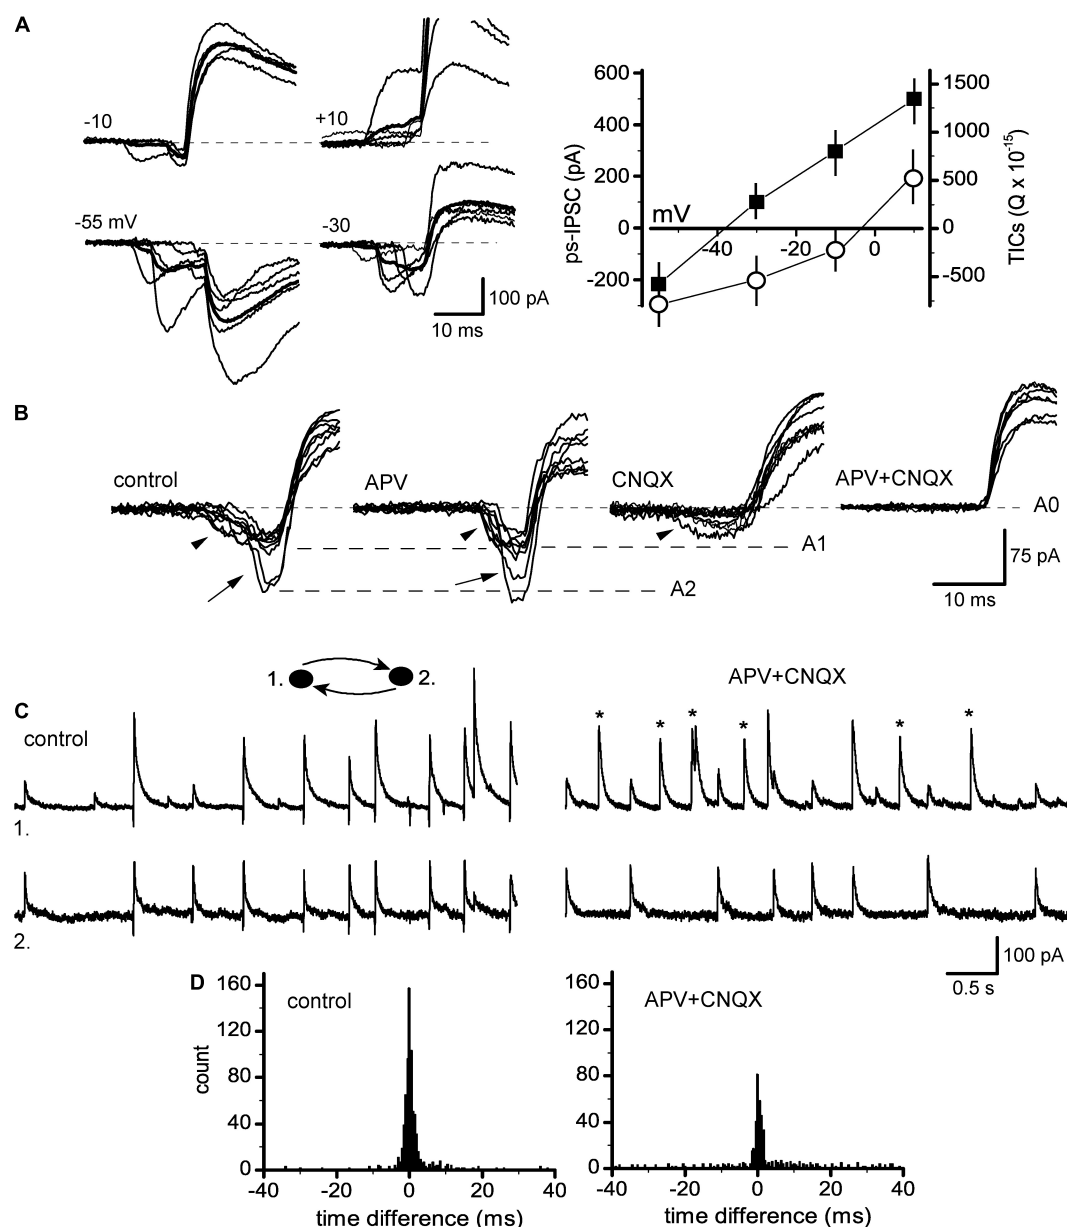 A
-10
+10
-55 mV
-30
100 pA
10 ms
600
400
200
0
-200
ps-IPSC (pA)
mV
-40
-20
0
1500
1000
500
0
-500
TICs (Q x 10-15)
B
control
APV
CNQX
APV+CNQX
A0
A1
A2
75 pA
10 ms
1.
2.
APV+CNQX
C
control
* * * * * *
1.
2.
100 pA
0.5 s
D
control
160
120
80
40
0
count
-40 -20 0 20 40
time difference (ms)
APV+CNQX
160
120
80
40
0
-40 -20 0 20 40
time difference (ms)